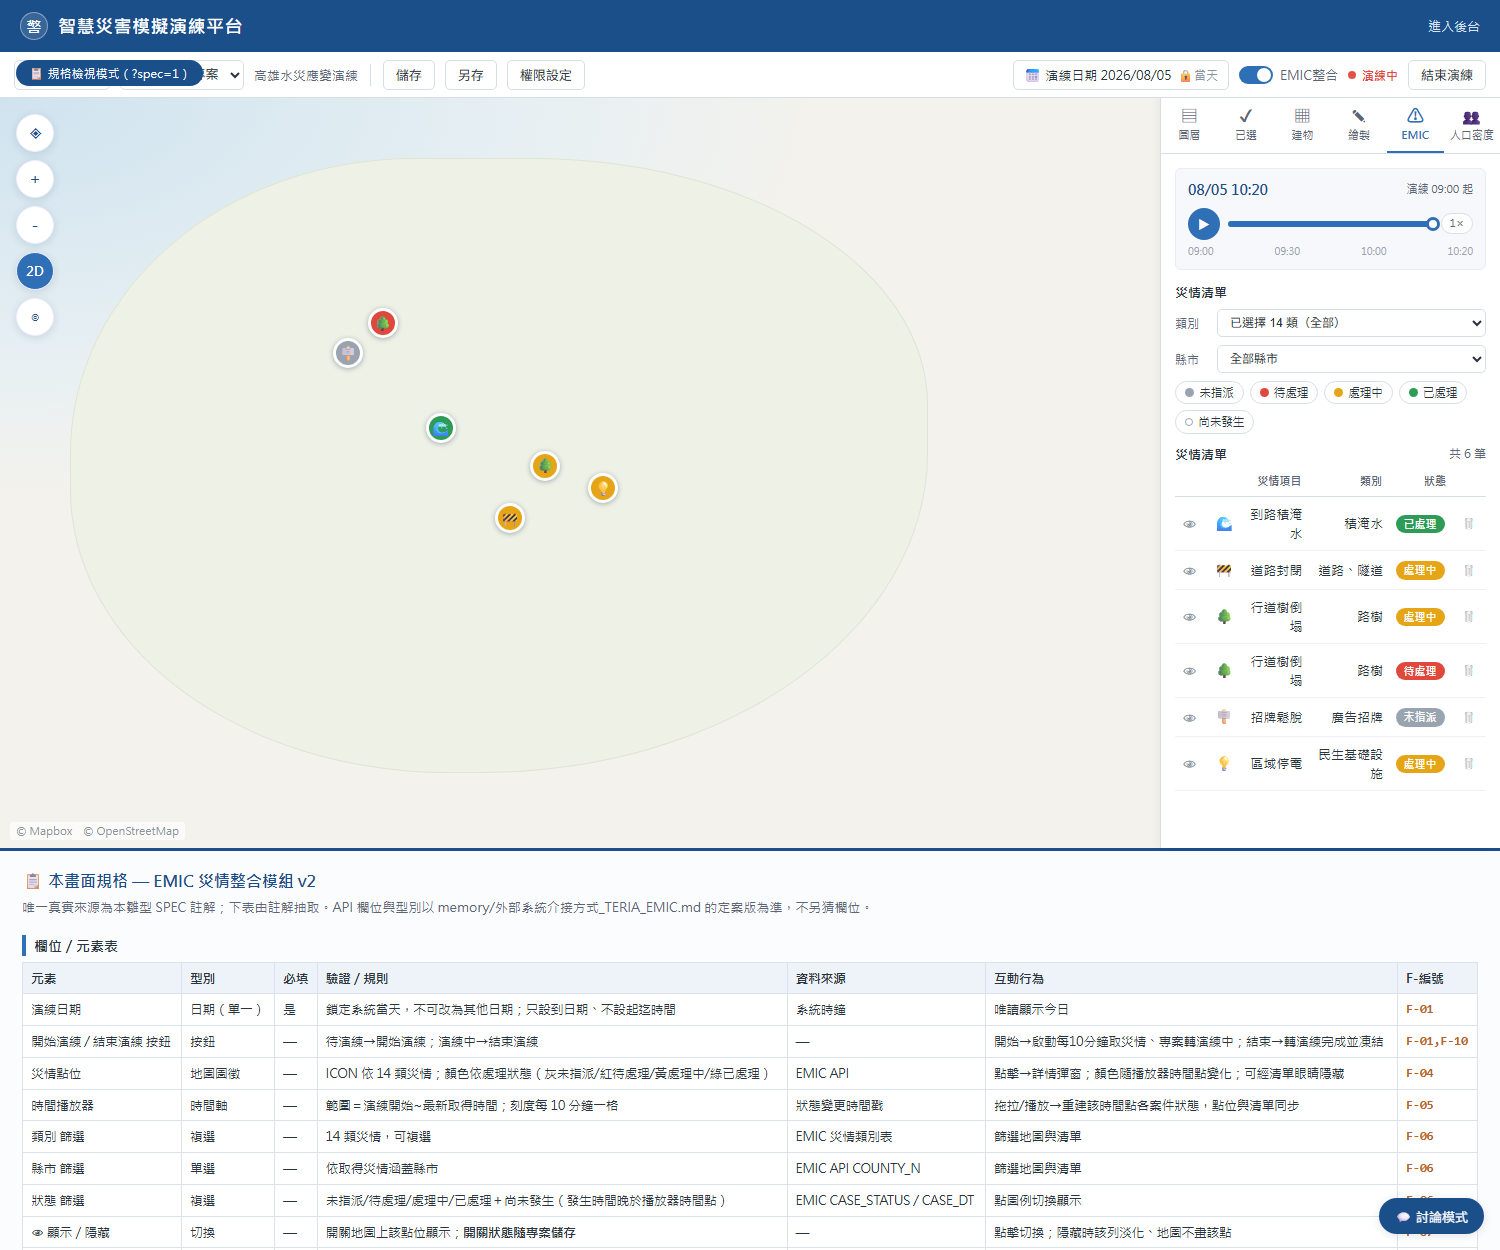 警 智慧災害模擬演練平台 進入後台
📋 規格檢視模式（?spec=1） 專案 高雄水災應變演練 儲存 另存 權限設定 📅 演練日期 2026/08/05 🔒當天 EMIC整合 演練中 結束演練
圖層 已選 建物 繪製 EMIC 人口密度
+
-
2D
08/05 10:20 演練 09:00 起
1×
09:00 09:30 10:00 10:20
災情清單
類別 已選擇 14 類（全部）
縣市 全部縣市
未指派 待處理 處理中 已處理
尚未發生
災情清單 共 6 筆
災情項目 類別 狀態
到路積淹水 積淹水 已處理
道路封閉 道路、隧道 處理中
行道樹倒塌 路樹 處理中
行道樹倒塌 路樹 待處理
招牌鬆脫 廣告招牌 未指派
區域停電 民生基礎設施 處理中
© Mapbox © OpenStreetMap
📋 本畫面規格 — EMIC 災情整合模組 v2
唯一真實來源為本雛型 SPEC 註解；下表由註解抽取。API 欄位與型別以 memory/外部系統介接方式_TERIA_EMIC.md 的定案版為準，不另猜欄位。
欄位 / 元素表
元素 型別 必填 驗證 / 規則 資料來源 互動行為 F-編號
演練日期 日期（單一） 是 鎖定系統當天，不可改為其他日期；只設到日期、不設起迄時間 系統時鐘 唯讀顯示今日 F-01
開始演練 / 結束演練 按鈕 按鈕 — 待演練→開始演練；演練中→結束演練 — 開始→啟動每10分鐘取災情、專案轉演練中；結束→轉演練完成並凍結 F-01,F-10
災情點位 地圖圖徵 — ICON 依 14 類災情；顏色依處理狀態（灰未指派/紅待處理/黃處理中/綠已處理） EMIC API 點擊→詳情彈窗；顏色隨播放器時間點變化；可經清單眼睛隱藏 F-04
時間播放器 時間軸 — 範圍＝演練開始~最新取得時間；刻度每 10 分鐘一格 狀態變更時間戳 拖拉/播放→重建該時間點各案件狀態，點位與清單同步 F-05
類別 篩選 複選 — 14 類災情，可複選 EMIC 災情類別表 篩選地圖與清單 F-06
縣市 篩選 單選 — 依取得災情涵蓋縣市 EMIC API COUNTY_N 篩選地圖與清單 F-06
狀態 篩選 複選 — 未指派/待處理/處理中/已處理＋尚未發生（發生時間晚於播放器時間點） EMIC CASE_STATUS / CASE_DT 點圖例切換顯示
👁 顯示 / 隱藏 切換 — 開關地圖上該點位顯示；開關狀態隨專案儲存 — 點擊切換；隱藏時該列淡化、地圖不畫該點
💬 討論模式